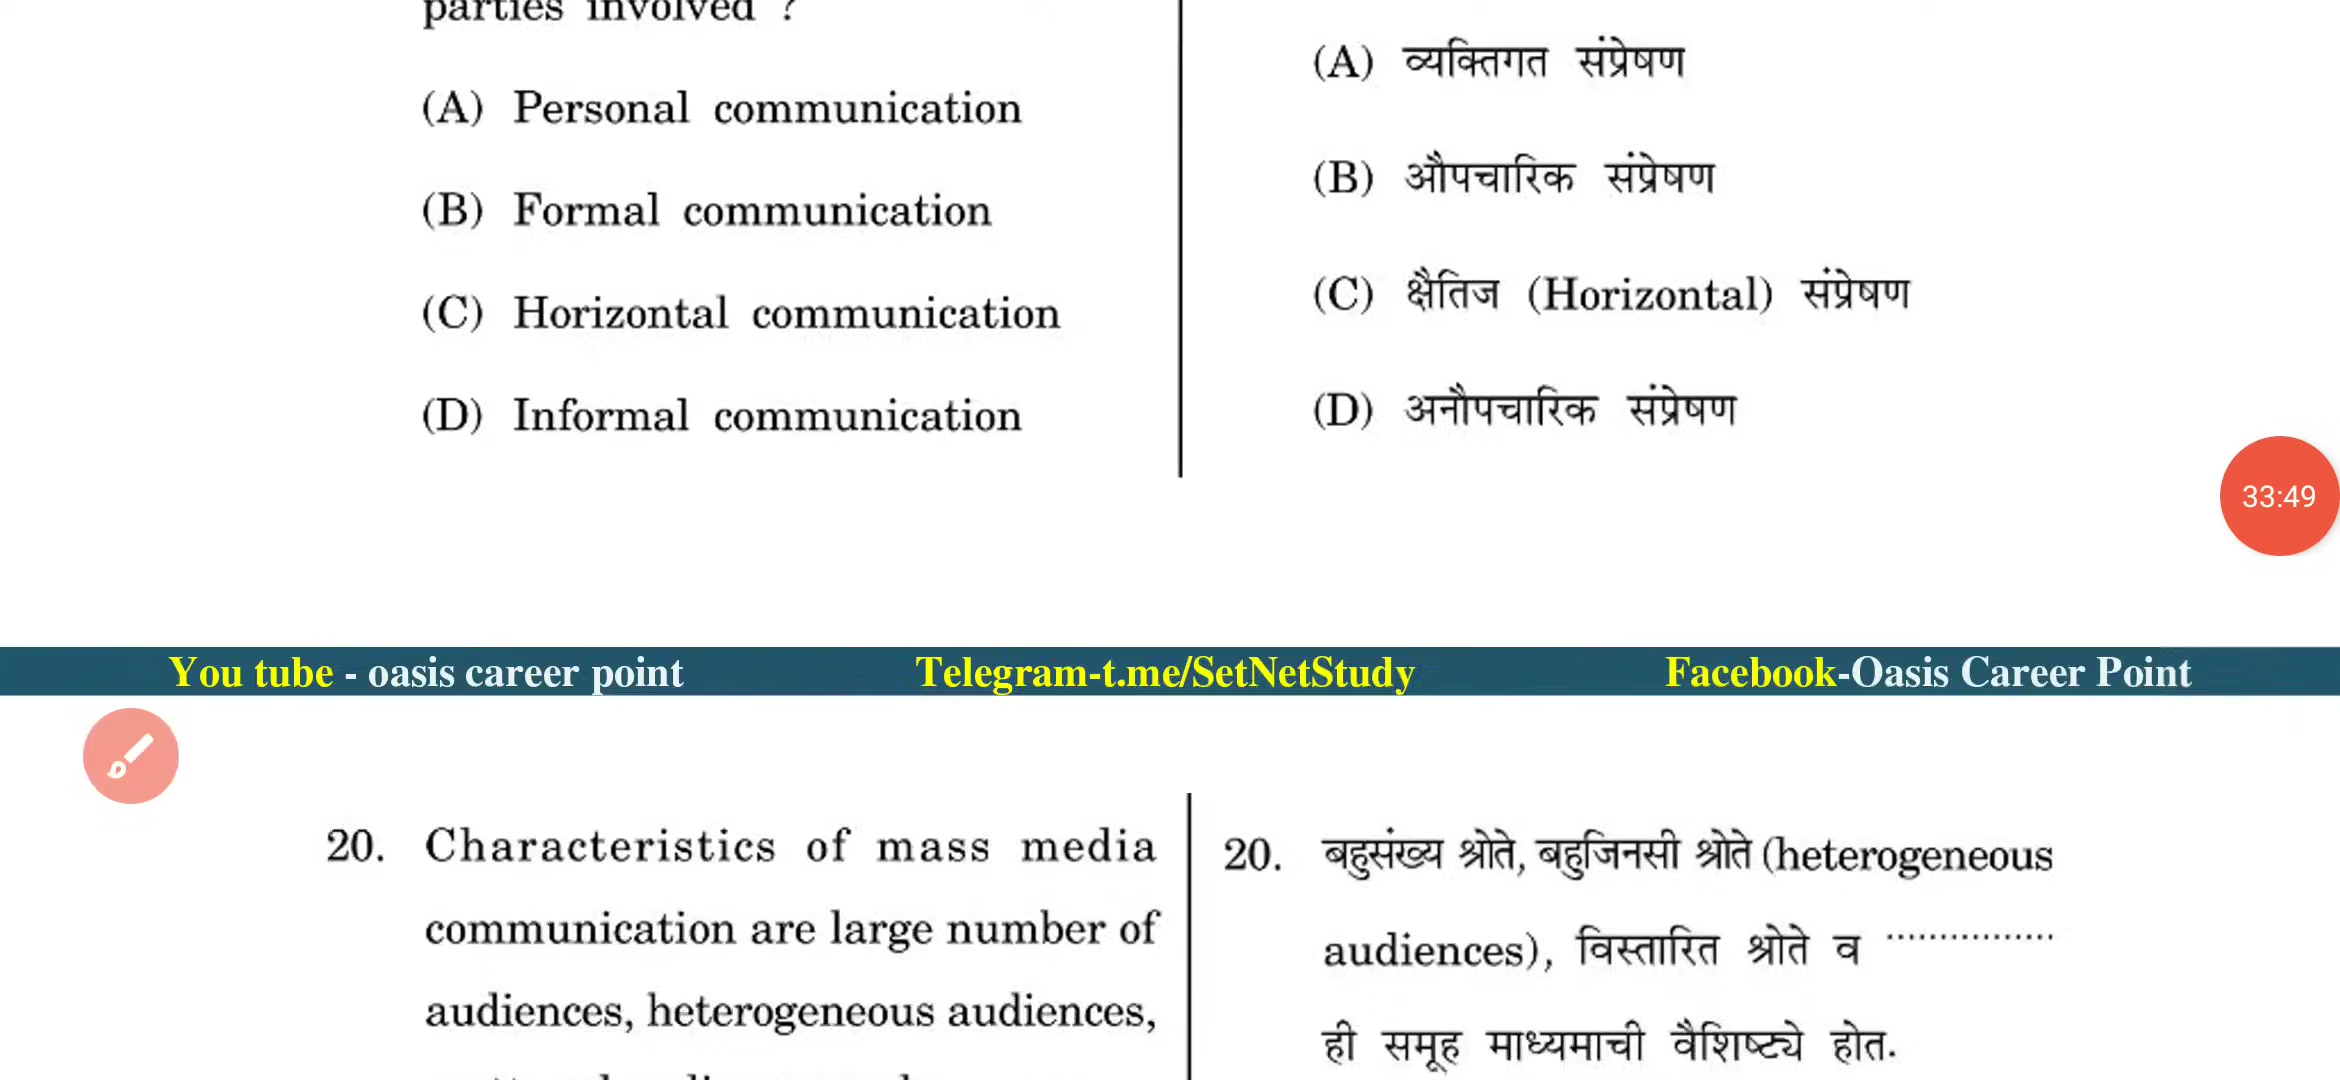 parties involved ?
(A) Personal communication
(B) Formal communication
(C) Horizontal communication
(D) Informal communication
(A) व्यक्तिगत संप्रेषण
(B) औपचारिक संप्रेषण
(C) क्षैतिज (Horizontal) संप्रेषण
(D) अनौपचारिक संप्रेषण
33:49
You tube - oasis career point Telegram-t.me/SetNetStudy Facebook-Oasis Career Point
20. Characteristics of mass media
communication are large number of
audiences, heterogeneous audiences,
20. बहुसंख्य श्रोते, बहुजिनसी श्रोते (heterogeneous
audiences), विस्तारित श्रोते व ................
ही समूह माध्यमाची वैशिष्ट्ये होत.